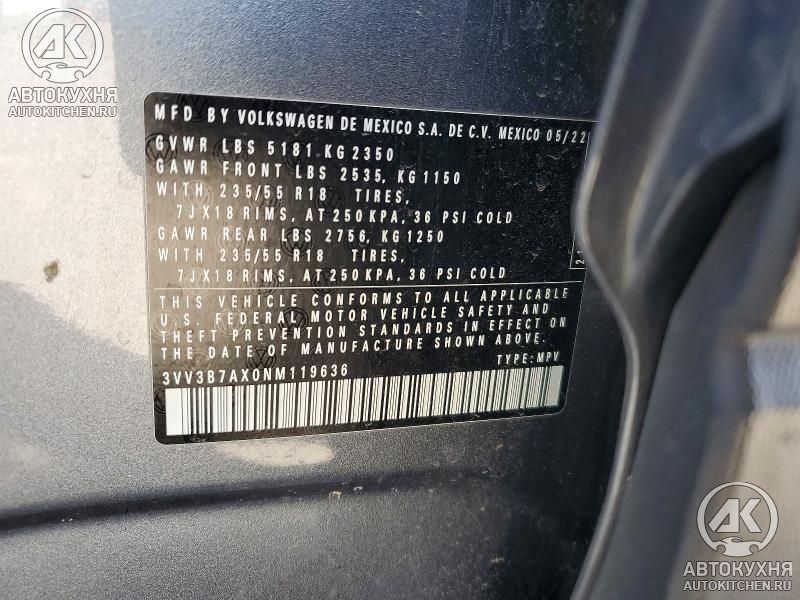 AK
АВТОКУХНЯ
AUTOKITCHEN.RU
MFD BY VOLKSWAGEN DE MEXICO S.A. DE C.V. MEXICO 05/22
GVWR LBS 5181 KG 2350
GAWR FRONT LBS 2535, KG 1150
WITH 235/55 R18 TIRES,
7JX18 RIMS, AT 250 KPA, 36 PSI COLD
GAWR REAR LBS 2756, KG 1250
WITH 235/55 R18 TIRES,
7JX18 RIMS, AT 250 KPA, 36 PSI COLD
THIS VEHICLE CONFORMS TO ALL APPLICABLE
U.S. FEDERAL MOTOR VEHICLE SAFETY AND
THEFT PREVENTION STANDARDS IN EFFECT ON
THE DATE OF MANUFACTURE SHOWN ABOVE.
3VV3B7AX0NM119636 TYPE: MPV
AK
АВТОКУХНЯ
AUTOKITCHEN.RU